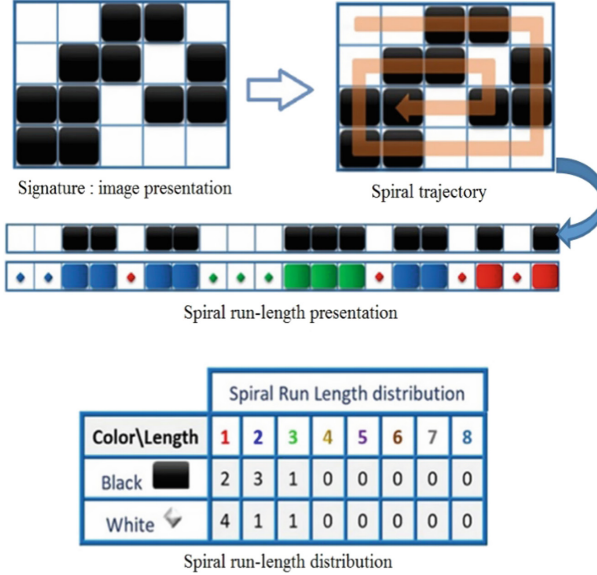 Signature : image presentation
Spiral trajectory
Spiral run-length presentation
Spiral Run Length distribution
Color\Length 1 2 3 4 5 6 7 8
Black 2 3 1 0 0 0 0 0
White 4 1 1 0 0 0 0 0
Spiral run-length distribution